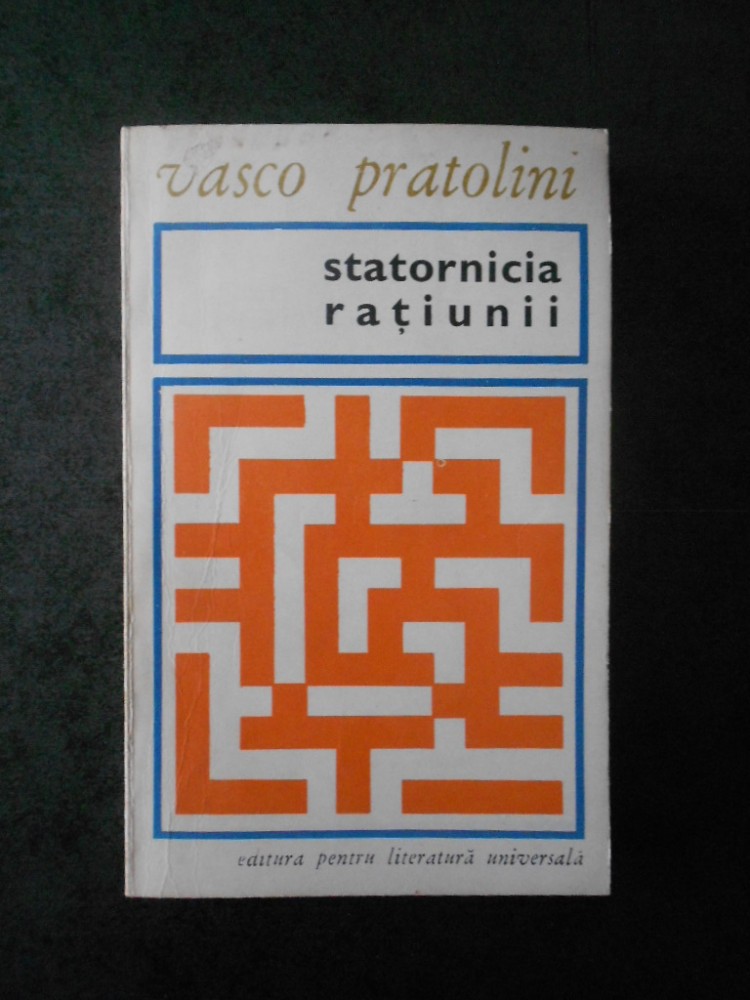 vasco pratolini
statornicia
rațiunii
editura pentru literatură universală